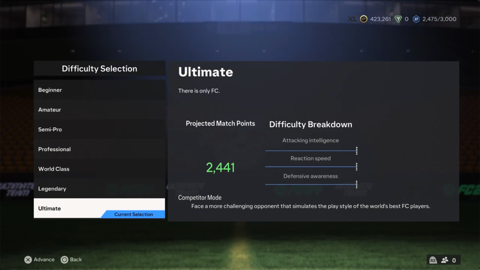 423,261 0 2,475/3,000
Difficulty Selection
Beginner
Amateur
Semi-Pro
Professional
World Class
Legendary
Ultimate
Current Selection
Ultimate
There is only FC.
Projected Match Points
2,441
Difficulty Breakdown
Attacking intelligence
Reaction speed
Defensive awareness
Competitor Mode
Face a more challenging opponent that simulates the play style of the world's best FC players.
ULTIMATE
TEAM
FC
Advance Back
0